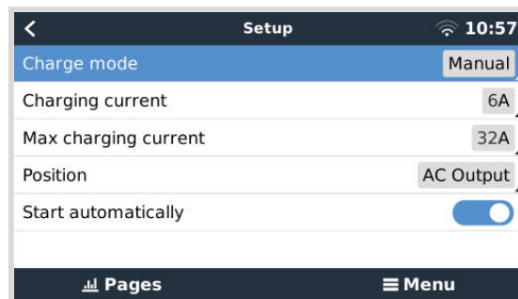 Setup 10:57
Charge mode Manual
Charging current 6A
Max charging current 32A
Position AC Output
Start automatically
Pages Menu